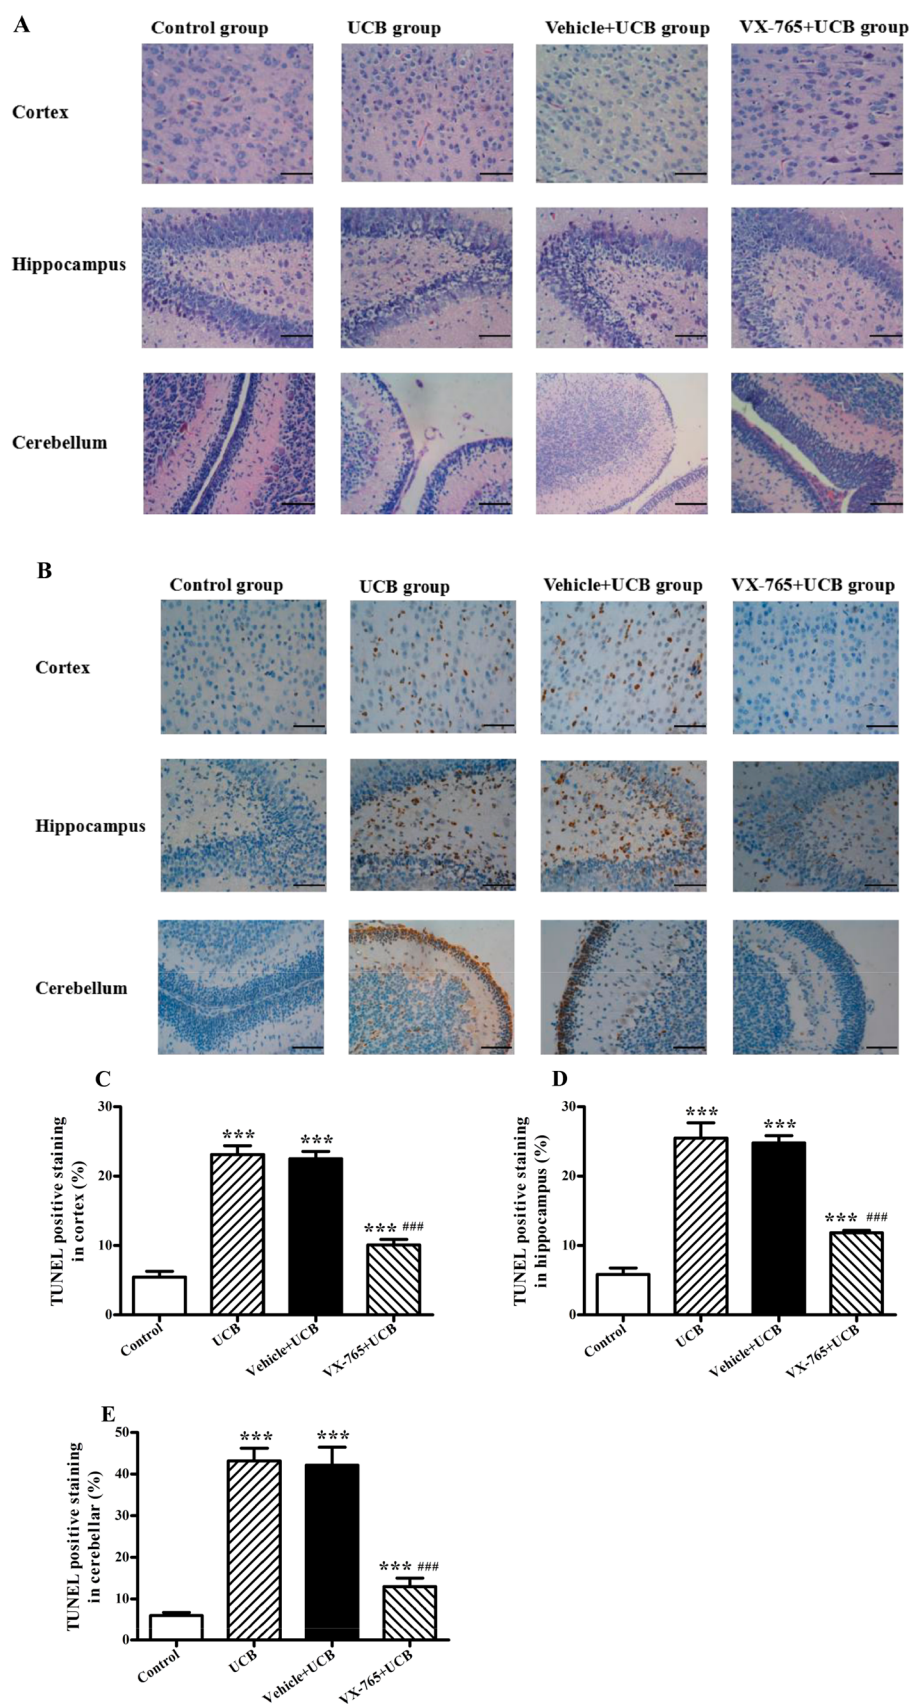 A
Control group UCB group Vehicle+UCB group VX-765+UCB group
Cortex
Hippocampus
Cerebellum
B
Control group UCB group Vehicle+UCB group VX-765+UCB group
Cortex
Hippocampus
Cerebellum
C
TUNEL positive staining
in cortex (%)
30
20
10
0
***
***
*** ###
Control UCB Vehicle+UCB VX-765+UCB
D
TUNEL positive staining
in hippocampus (%)
30
20
10
0
***
***
*** ###
Control UCB Vehicle+UCB VX-765+UCB
E
TUNEL positive staining
in cerebellar (%)
50
40
30
20
10
0
***
***
*** ###
Control UCB Vehicle+UCB VX-765+UCB